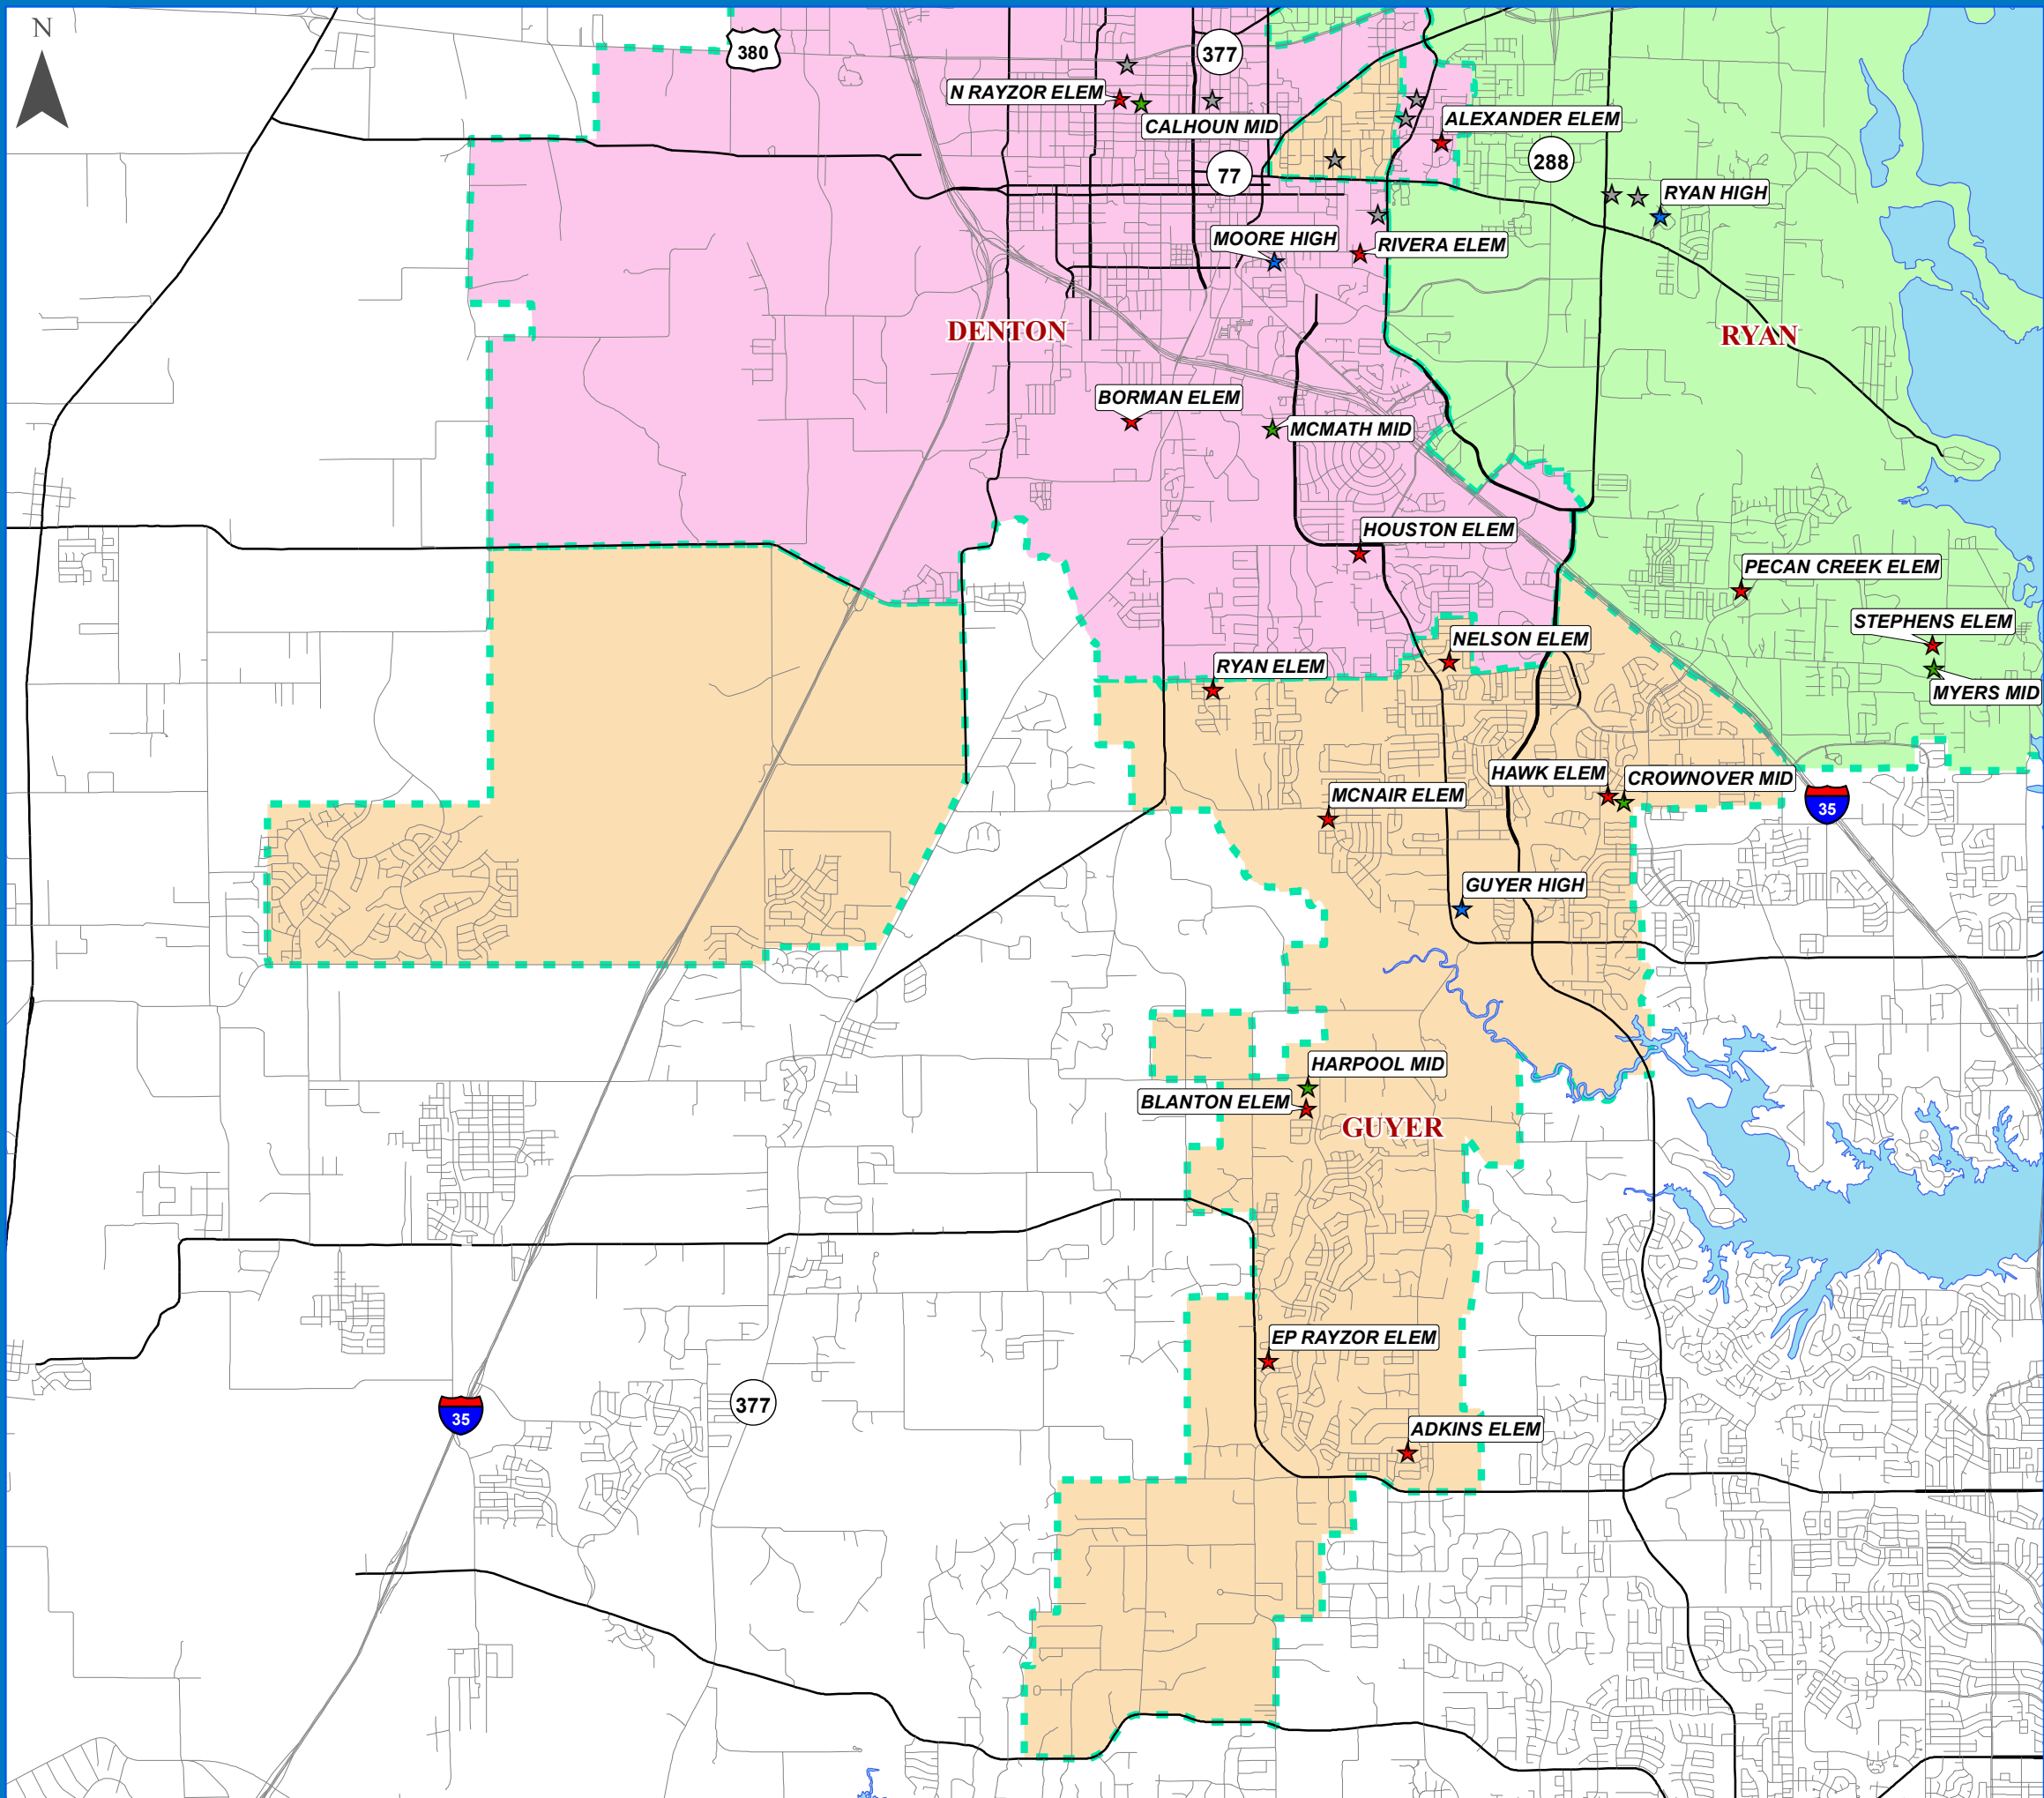 N
380
377
N RAYZOR ELEM
CALHOUN MID
ALEXANDER ELEM
77
288
RYAN HIGH
MOORE HIGH
RIVERA ELEM
DENTON
RYAN
BORMAN ELEM
MCMATH MID
HOUSTON ELEM
PECAN CREEK ELEM
STEPHENS ELEM
NELSON ELEM
RYAN ELEM
MYERS MID
HAWK ELEM
CROWNOVER MID
MCNAIR ELEM
35
GUYER HIGH
HARPOOL MID
BLANTON ELEM
GUYER
EP RAYZOR ELEM
377
35
ADKINS ELEM